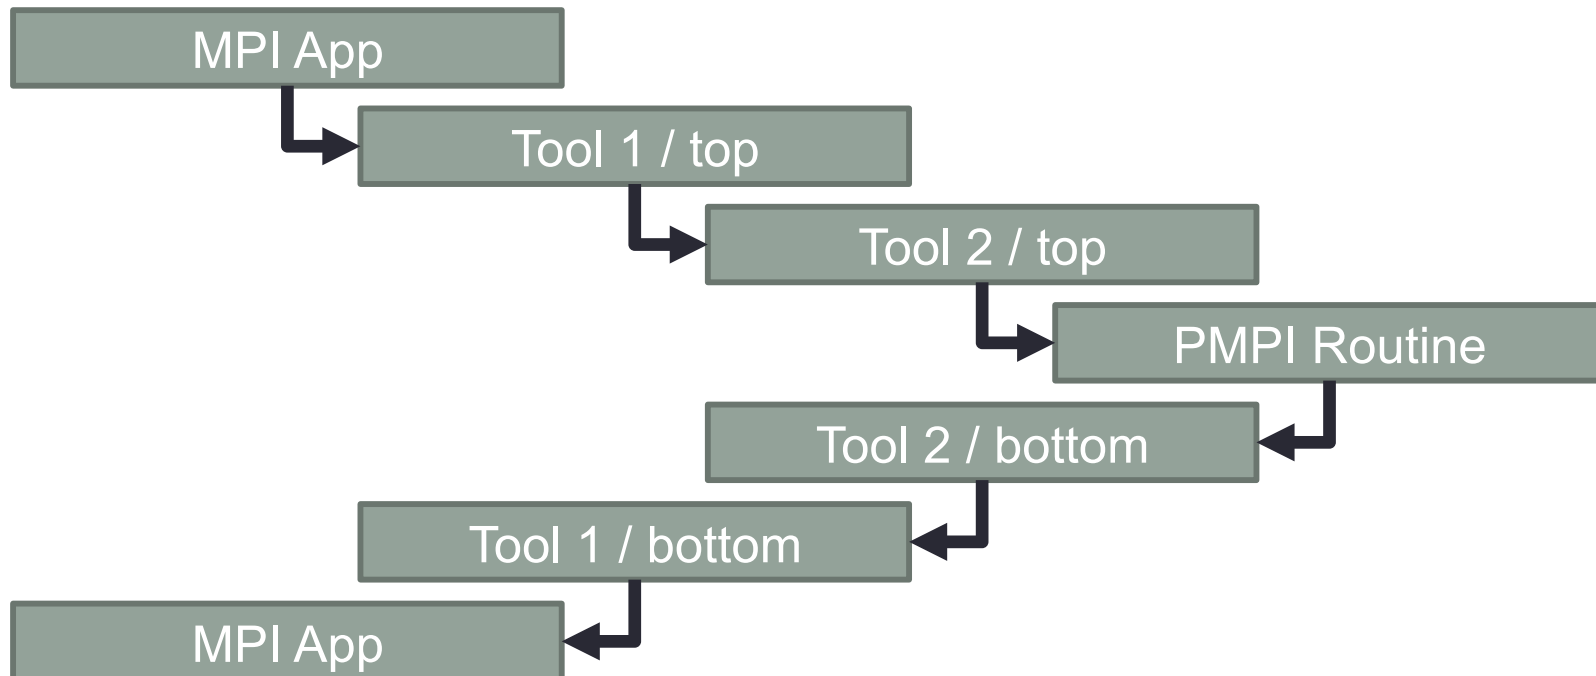 MPI App
Tool 1 / top
Tool 2 / top
PMPI Routine
Tool 2 / bottom
Tool 1 / bottom
MPI App